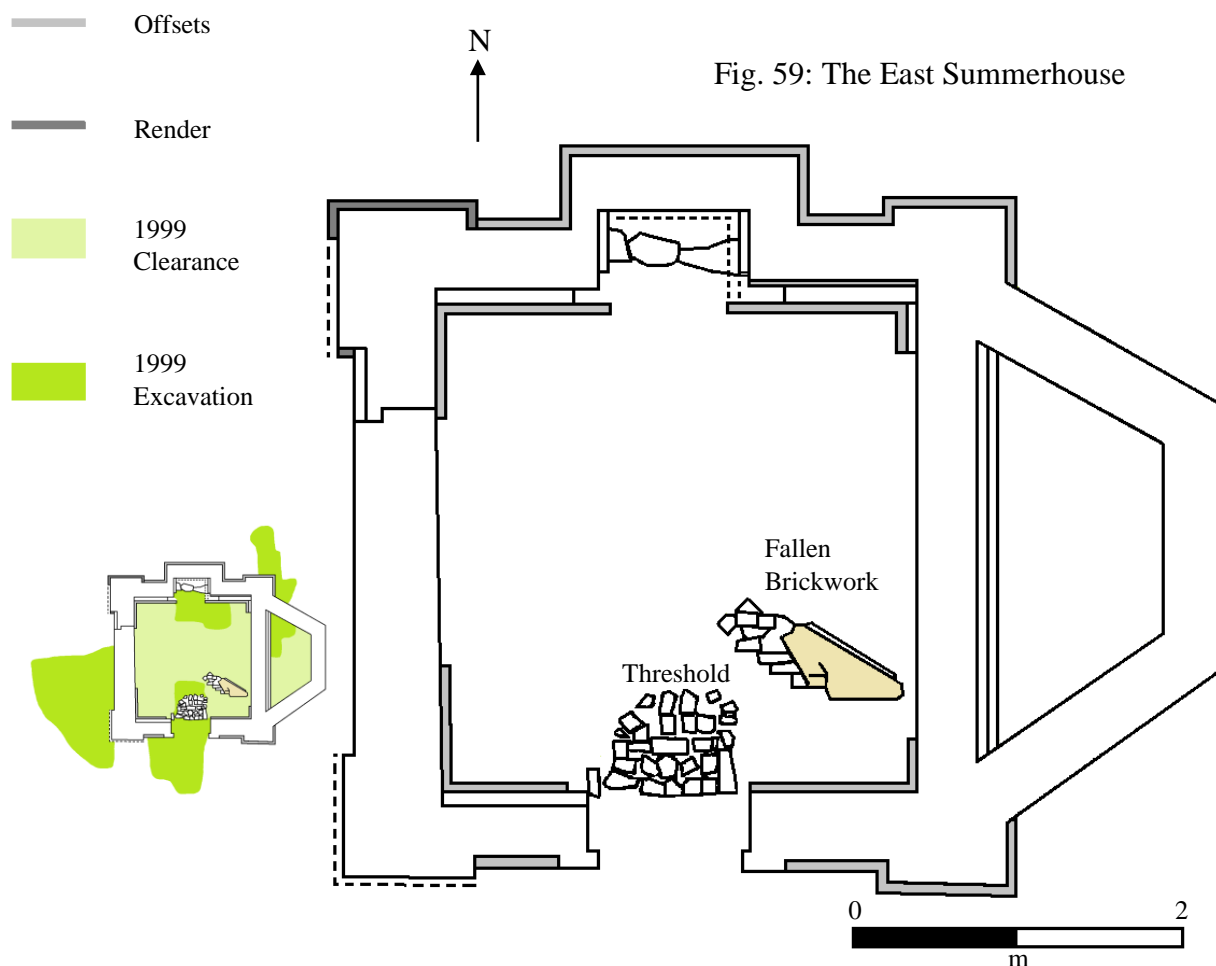 Offsets
N
Fig. 59: The East Summerhouse
Render
1999
Clearance
1999
Excavation
Fallen
Brickwork
Threshold
0 2
m